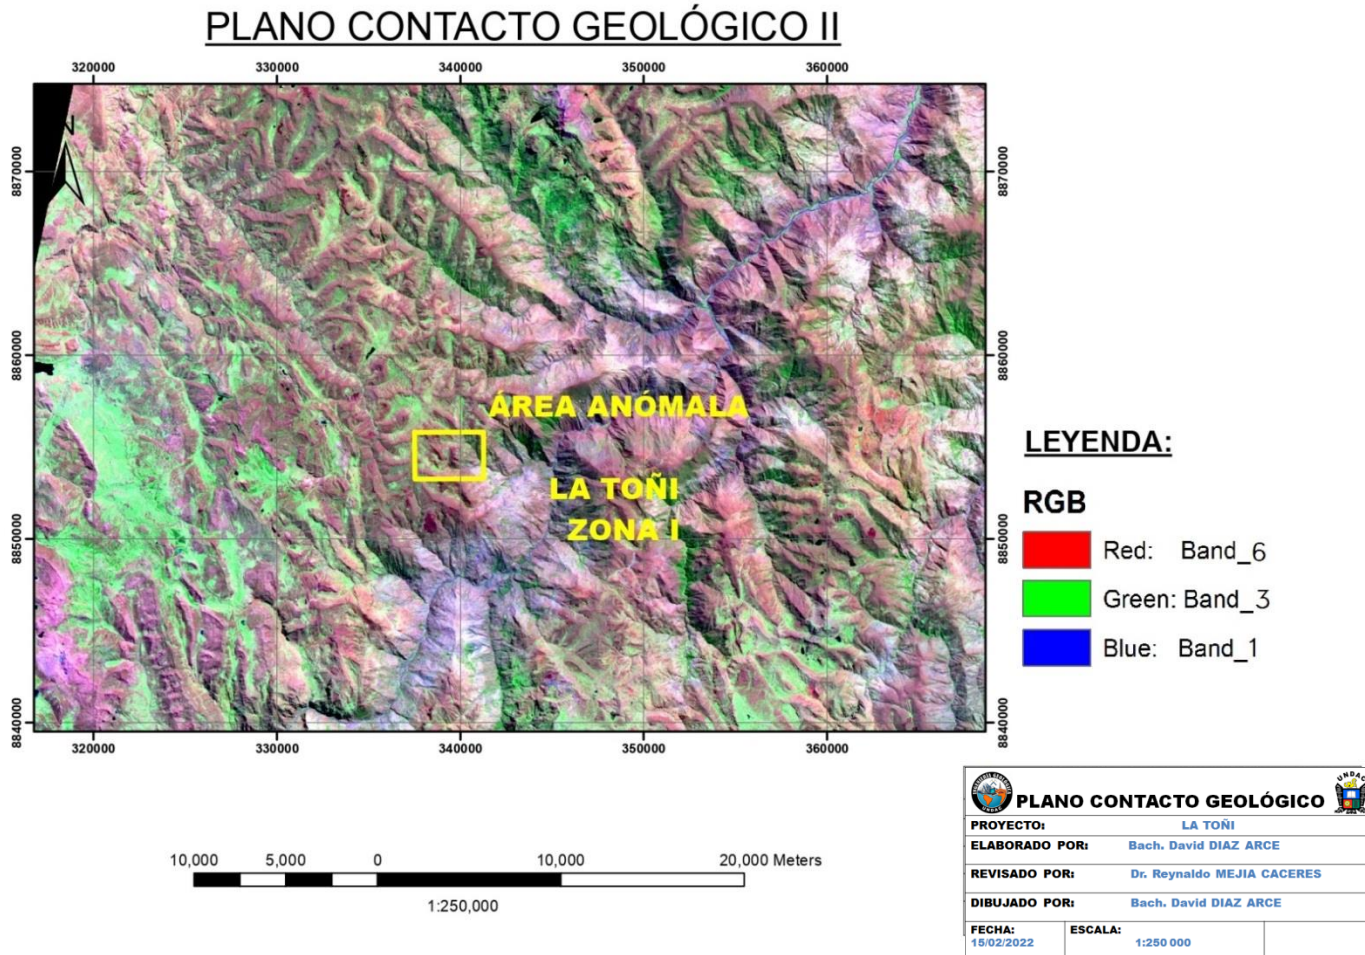 PLANO CONTACTO GEOLÓGICO II
320000 330000 340000 350000 360000
8870000 8870000
8860000 8860000
ÁREA ANÓMALA
LA TOÑI
ZONA I
8850000 8850000
8840000 8840000
320000 330000 340000 350000 360000
LEYENDA:
RGB
Red: Band_6
Green: Band_3
Blue: Band_1
10,000 5,000 0 10,000 20,000 Meters
1:250,000
UNDAC
PLANO CONTACTO GEOLÓGICO
UNDAC
PROYECTO: LA TOÑI
ELABORADO POR: Bach. David DIAZ ARCE
REVISADO POR: Dr. Reynaldo MEJIA CACERES
DIBUJADO POR: Bach. David DIAZ ARCE
FECHA: ESCALA:
15/02/2022 1:250 000